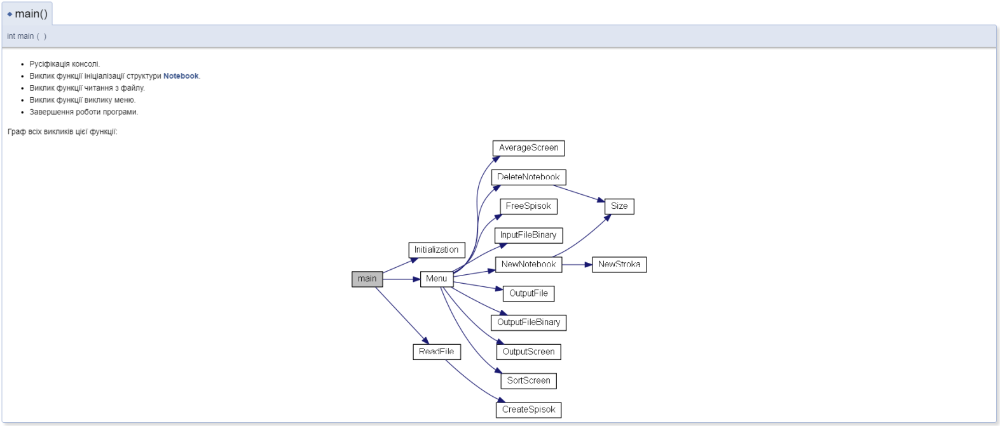 main()
int main ( )
Русіфікація консолі.
Виклик функції ініціалізації структури Notebook.
Виклик функції читання з файлу.
Виклик функції виклику меню.
Завершення роботи програми.
Граф всіх викликів цієї функції:
AverageScreen
DeleteNotebook
FreeSpisok
Size
InputFileBinary
Initialization
NewNotebook
NewStroka
main
Menu
OutputFile
OutputFileBinary
ReadFile
OutputScreen
SortScreen
CreateSpisok